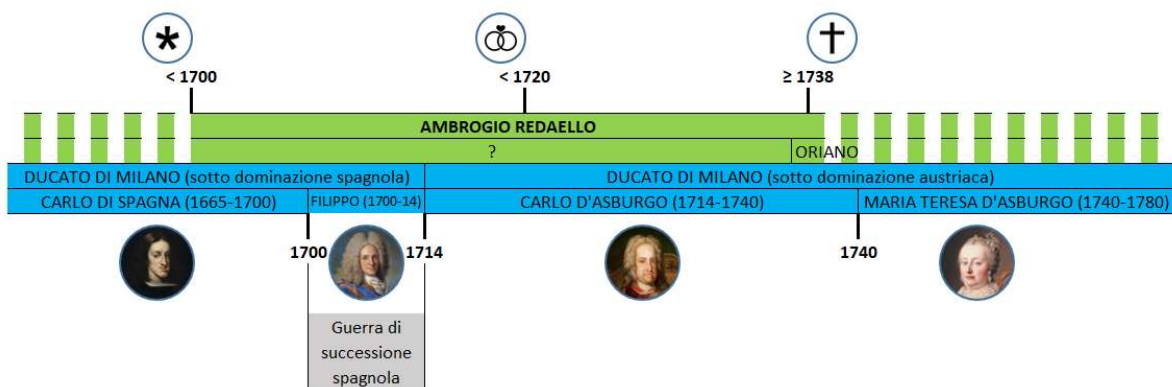 < 1700 < 1720 ≥ 1738
AMBROGIO REDAELLO
? ORIANO
DUCATO DI MILANO (sotto dominazione spagnola) DUCATO DI MILANO (sotto dominazione austriaca)
CARLO DI SPAGNA (1665-1700) FILIPPO (1700-14) CARLO D'ASBURGO (1714-1740) MARIA TERESA D'ASBURGO (1740-1780)
1700 1714 1740
Guerra di
successione
spagnola